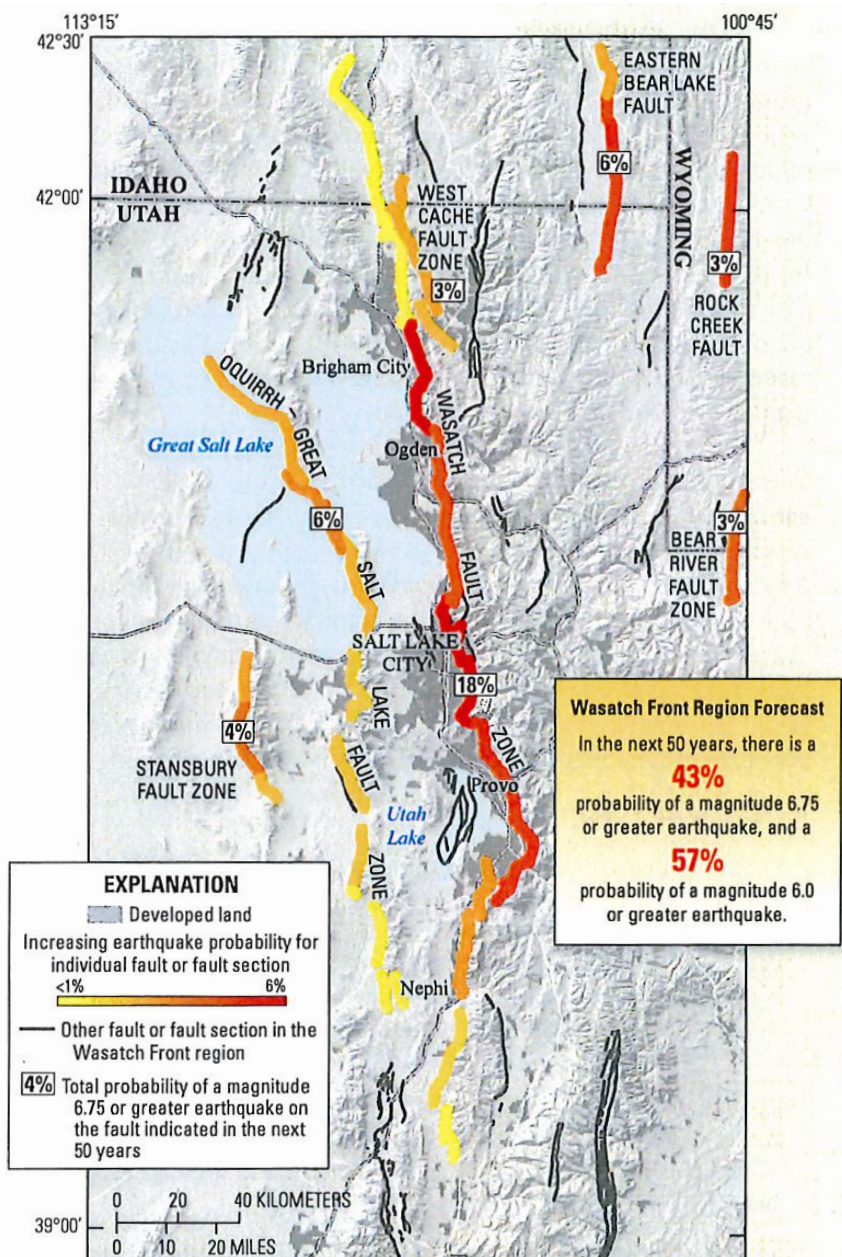 113°15'
100°45'
42°30'
EASTERN
BEAR LAKE
FAULT
6%
WYOMING
IDAHO
UTAH
42°00'
WEST
CACHE
FAULT
ZONE
3%
3%
ROCK
CREEK
FAULT
Brigham City
OQUIRRH – GREAT
SALT
LAKE
FAULT
ZONE
WASATCH
FAULT
ZONE
Great Salt Lake
Ogden
6%
3%
BEAR
RIVER
FAULT
ZONE
SALT LAKE
CITY
18%
4%
STANSBURY
FAULT ZONE
Provo
Utah
Lake
Nephi
Wasatch Front Region Forecast
In the next 50 years, there is a
43%
probability of a magnitude 6.75
or greater earthquake, and a
57%
probability of a magnitude 6.0
or greater earthquake.
EXPLANATION
Developed land
Increasing earthquake probability for
individual fault or fault section
<1%
6%
Other fault or fault section in the
Wasatch Front region
4%
Total probability of a magnitude
6.75 or greater earthquake on
the fault indicated in the next
50 years
0 20 40 KILOMETERS
0 10 20 MILES
39°00'